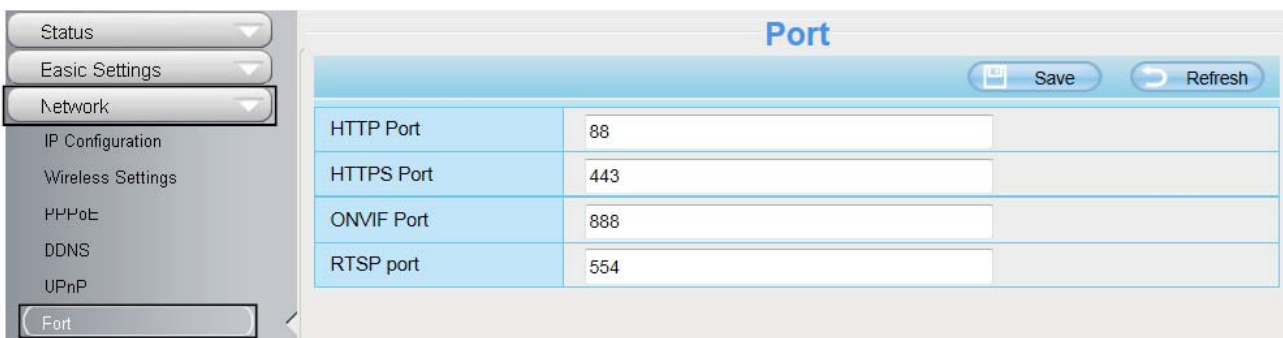 Status
Easic Settings
Network
IP Configuration
Wireless Settings
PPPoE
DDNS
UPnP
Fort
Port
Save Refresh
HTTP Port 88
HTTPS Port 443
ONVIF Port 888
RTSP port 554